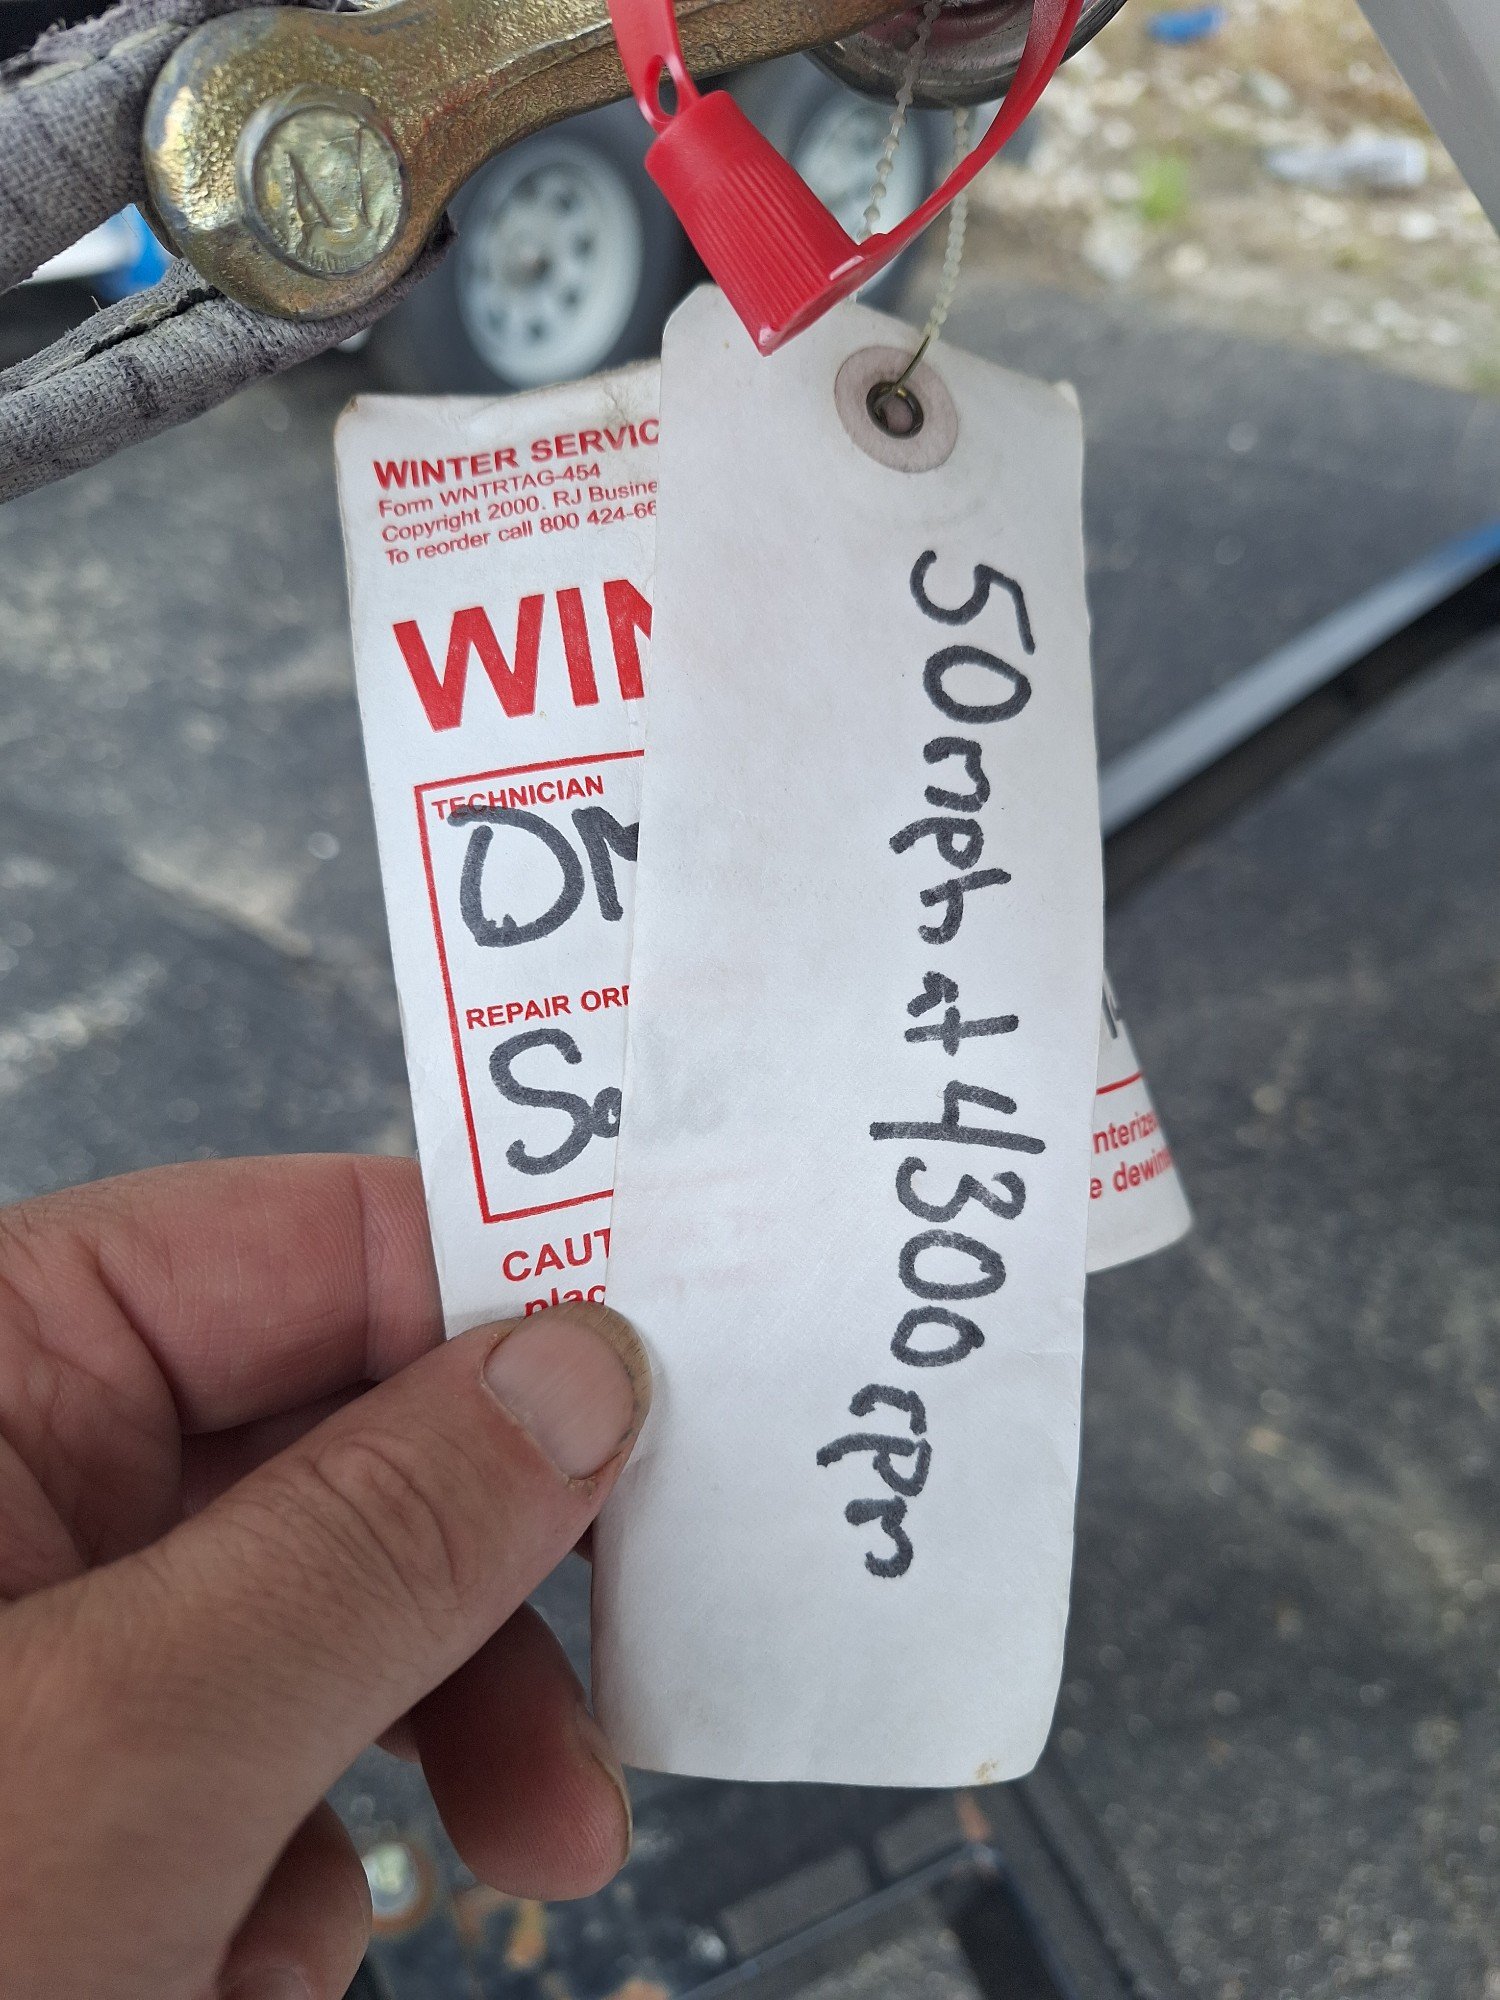 WINTER SERVIC
Form WNTRTAG-454
Copyright 2000. RJ Busine
To reorder call 800 424-66
WIN
TECHNICIAN
DM
REPAIR ORD
So
CAUT
plac
50mph at 4300 rpm
nterize
e dewin